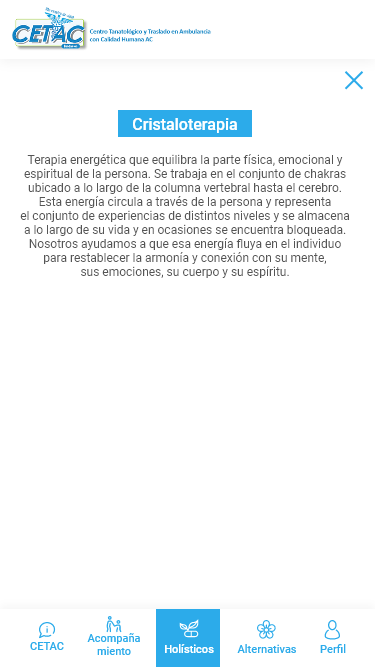 CETAC
Centro Tanatológico y Traslado en Ambulancia
con Calidad Humana AC
Cristaloterapia
Terapia energética que equilibra la parte física, emocional y
espiritual de la persona. Se trabaja en el conjunto de chakras
ubicado a lo largo de la columna vertebral hasta el cerebro.
Esta energía circula a través de la persona y representa
el conjunto de experiencias de distintos niveles y se almacena
a lo largo de su vida y en ocasiones se encuentra bloqueada.
Nosotros ayudamos a que esa energía fluya en el individuo
para restablecer la armonía y conexión con su mente,
sus emociones, su cuerpo y su espíritu.
CETAC
Acompaña
miento
Holísticos
Alternativas
Perfil